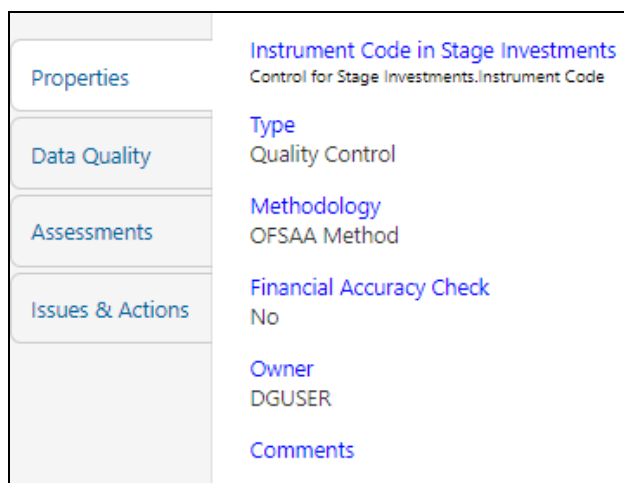 Properties
Data Quality
Assessments
Issues & Actions
Instrument Code in Stage Investments
Control for Stage Investments.Instrument Code
Type
Quality Control
Methodology
OFSAA Method
Financial Accuracy Check
No
Owner
DGUSER
Comments